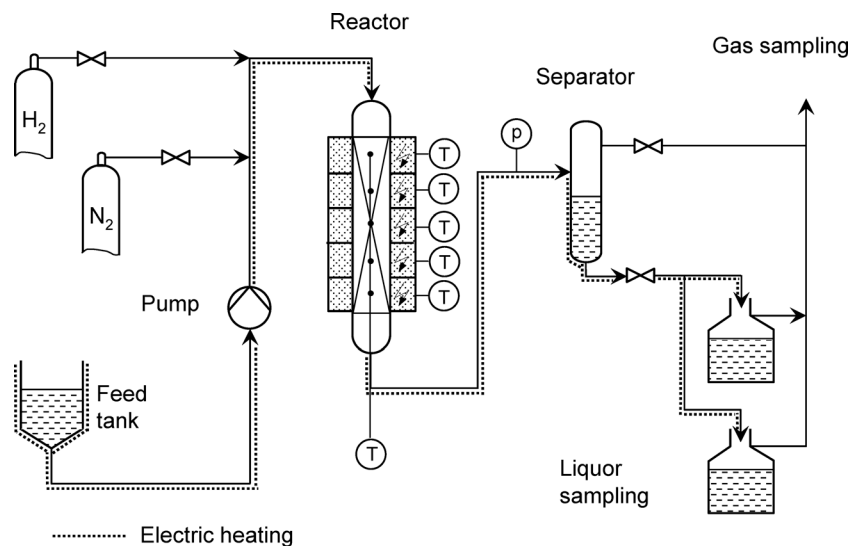 Reactor
Gas sampling
Separator
H2
p
T
T
N2
T
T
T
Pump
Feed
tank
T
Liquor
sampling
Electric heating